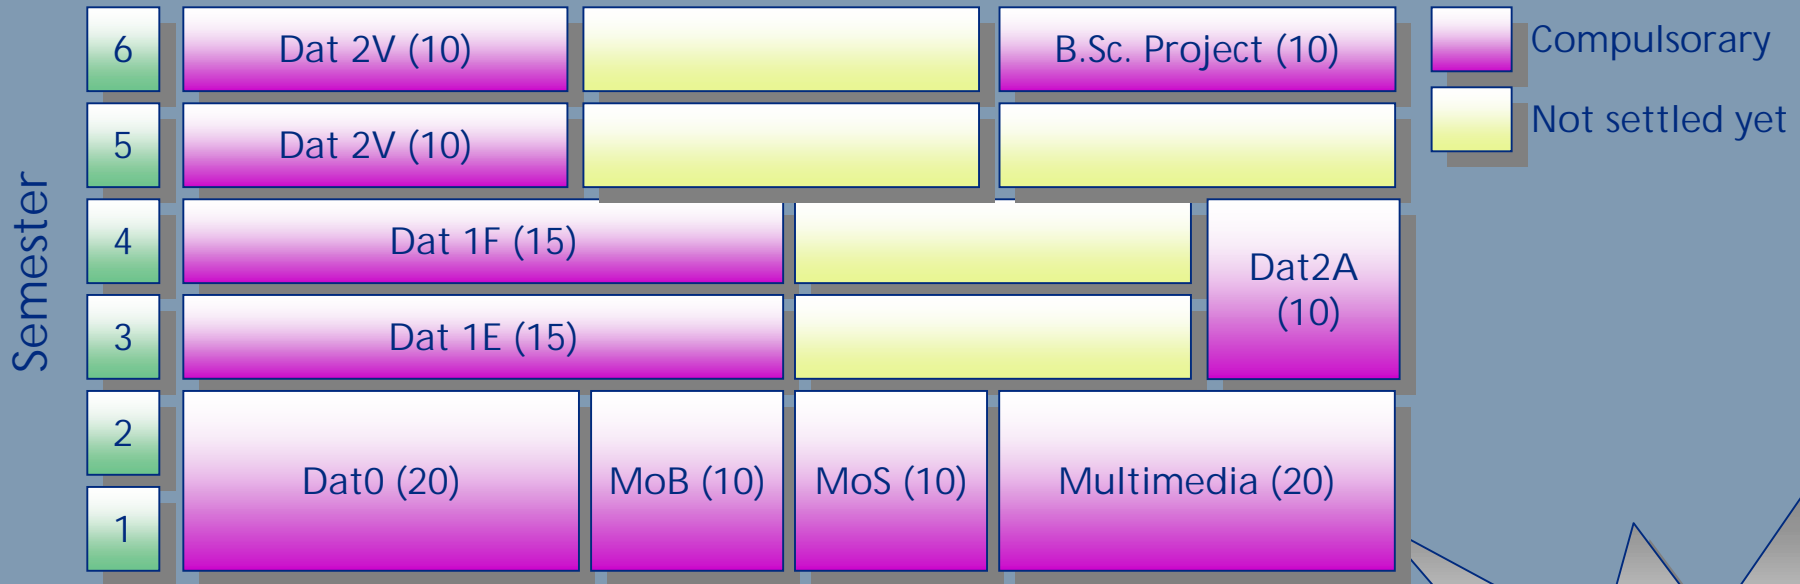 6
Dat 2V (10)
B.Sc. Project (10)
Compulsorary
5
Dat 2V (10)
Not settled yet
Semester
4
Dat 1F (15)
Dat2A
(10)
3
Dat 1E (15)
2
Dat0 (20)
MoB (10)
MoS (10)
Multimedia (20)
1